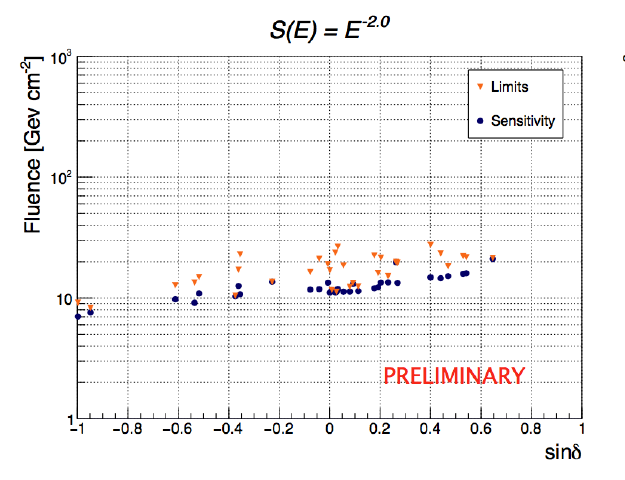 S(E) = E^-2.0
Fluence [Gev cm^-2]
10^3
10^2
10
1
Limits
Sensitivity
PRELIMINARY
-1 -0.8 -0.6 -0.4 -0.2 0 0.2 0.4 0.6 0.8 1
sinδ